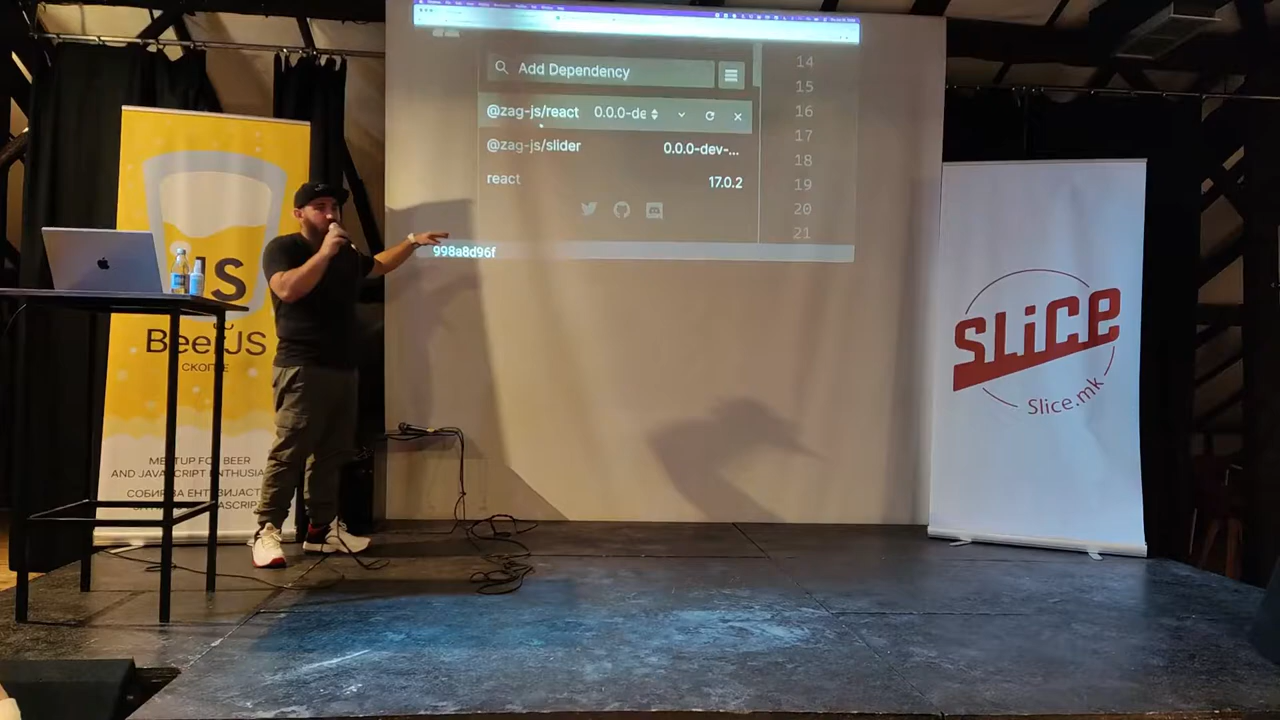 Add Dependency
@zag-js/react 0.0.0-de
@zag-js/slider 0.0.0-dev-...
react 17.0.2
998a8d96f
14
15
16
17
18
19
20
21
JS
BeerJS
СКОПЈЕ
MEETUP FOR BEER
AND JAVASCRIPT ENTHUSIA
СОБИР ЗА ЕНТУЗИЈАСТ
SLiCE
Slice.mk